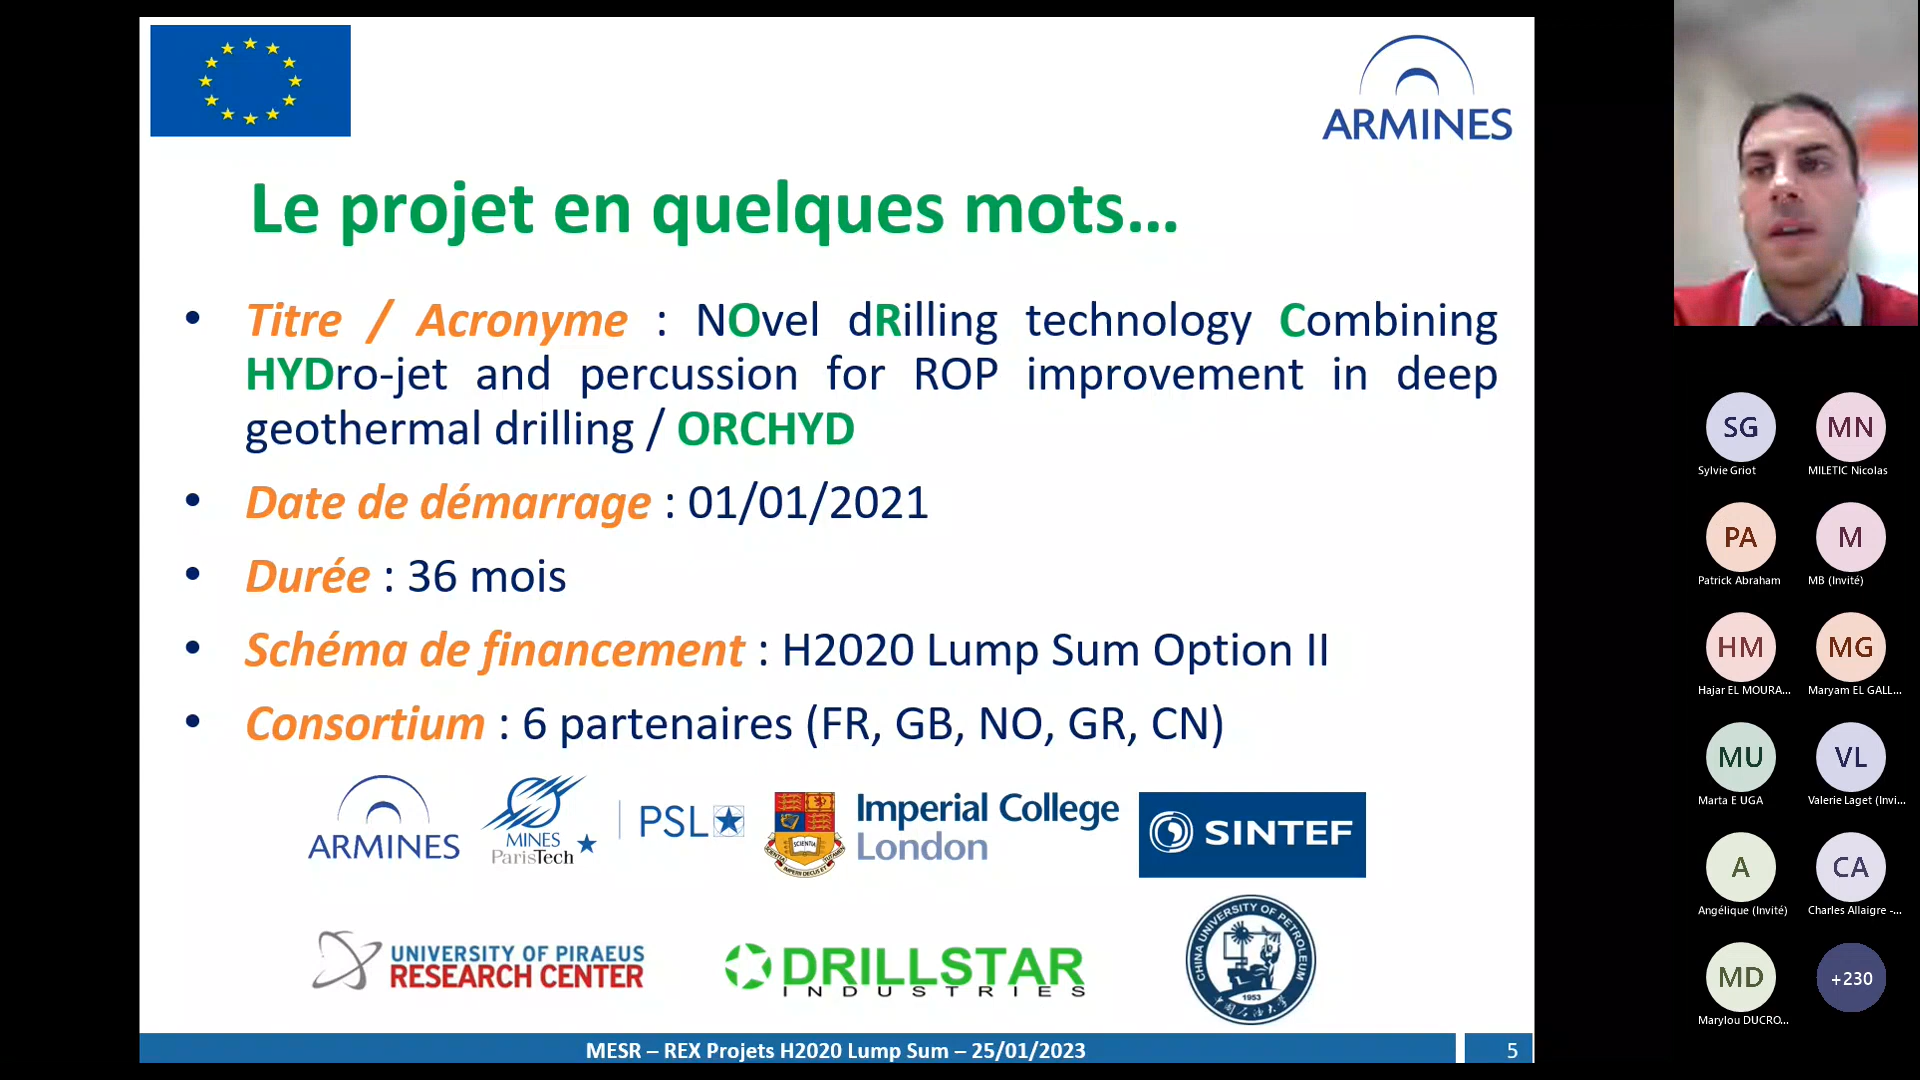 ARMINES
Le projet en quelques mots...
• Titre / Acronyme : NOvel dRilling technology Combining
HYDro-jet and percussion for ROP improvement in deep
geothermal drilling / ORCHYD
• Date de démarrage : 01/01/2021
• Durée : 36 mois
• Schéma de financement : H2020 Lump Sum Option II
• Consortium : 6 partenaires (FR, GB, NO, GR, CN)
ARMINES
MINES
ParisTech
PSL
SCIENTIA
Imperial College
London
SINTEF
UNIVERSITY OF PIRAEUS
RESEARCH CENTER
DRILLSTAR
INDUSTRIES
CHINA UNIVERSITY OF PETROLEUM
1953
MESR – REX Projets H2020 Lump Sum – 25/01/2023
5
SG
Sylvie Griot
MN
MILETIC Nicolas
PA
Patrick Abraham
M
MB (Invité)
HM
Hajar EL MOURA...
MG
Maryam EL GALL...
MU
Marta E UGA
VL
Valerie Laget (Invi...
A
Angélique (Invité)
CA
Charles Allaigre -...
MD
Marylou DUCRO...
+230